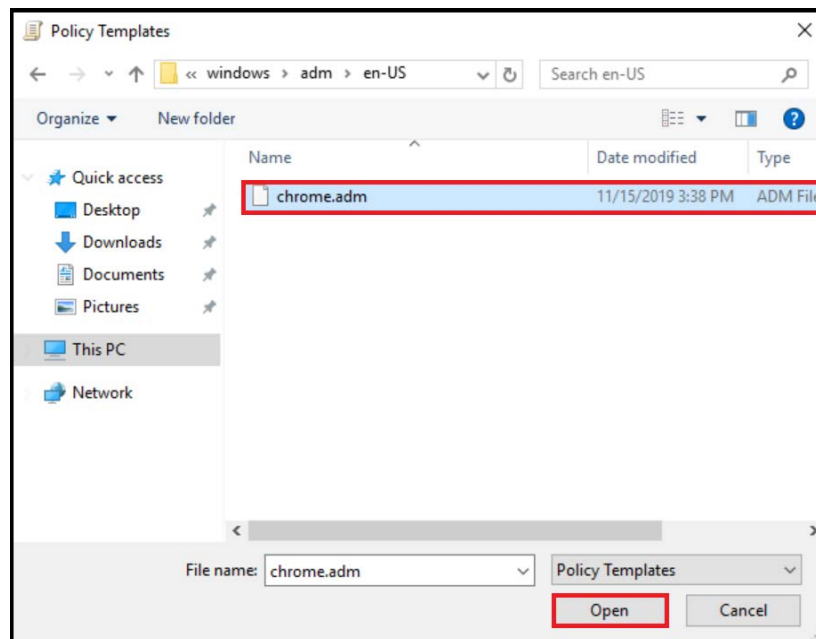 Policy Templates
« windows > adm > en-US
Search en-US
Organize
New folder
Name
Date modified
Type
Quick access
chrome.adm
11/15/2019 3:38 PM
ADM File
Desktop
Downloads
Documents
Pictures
This PC
Network
File name:
chrome.adm
Policy Templates
Open
Cancel